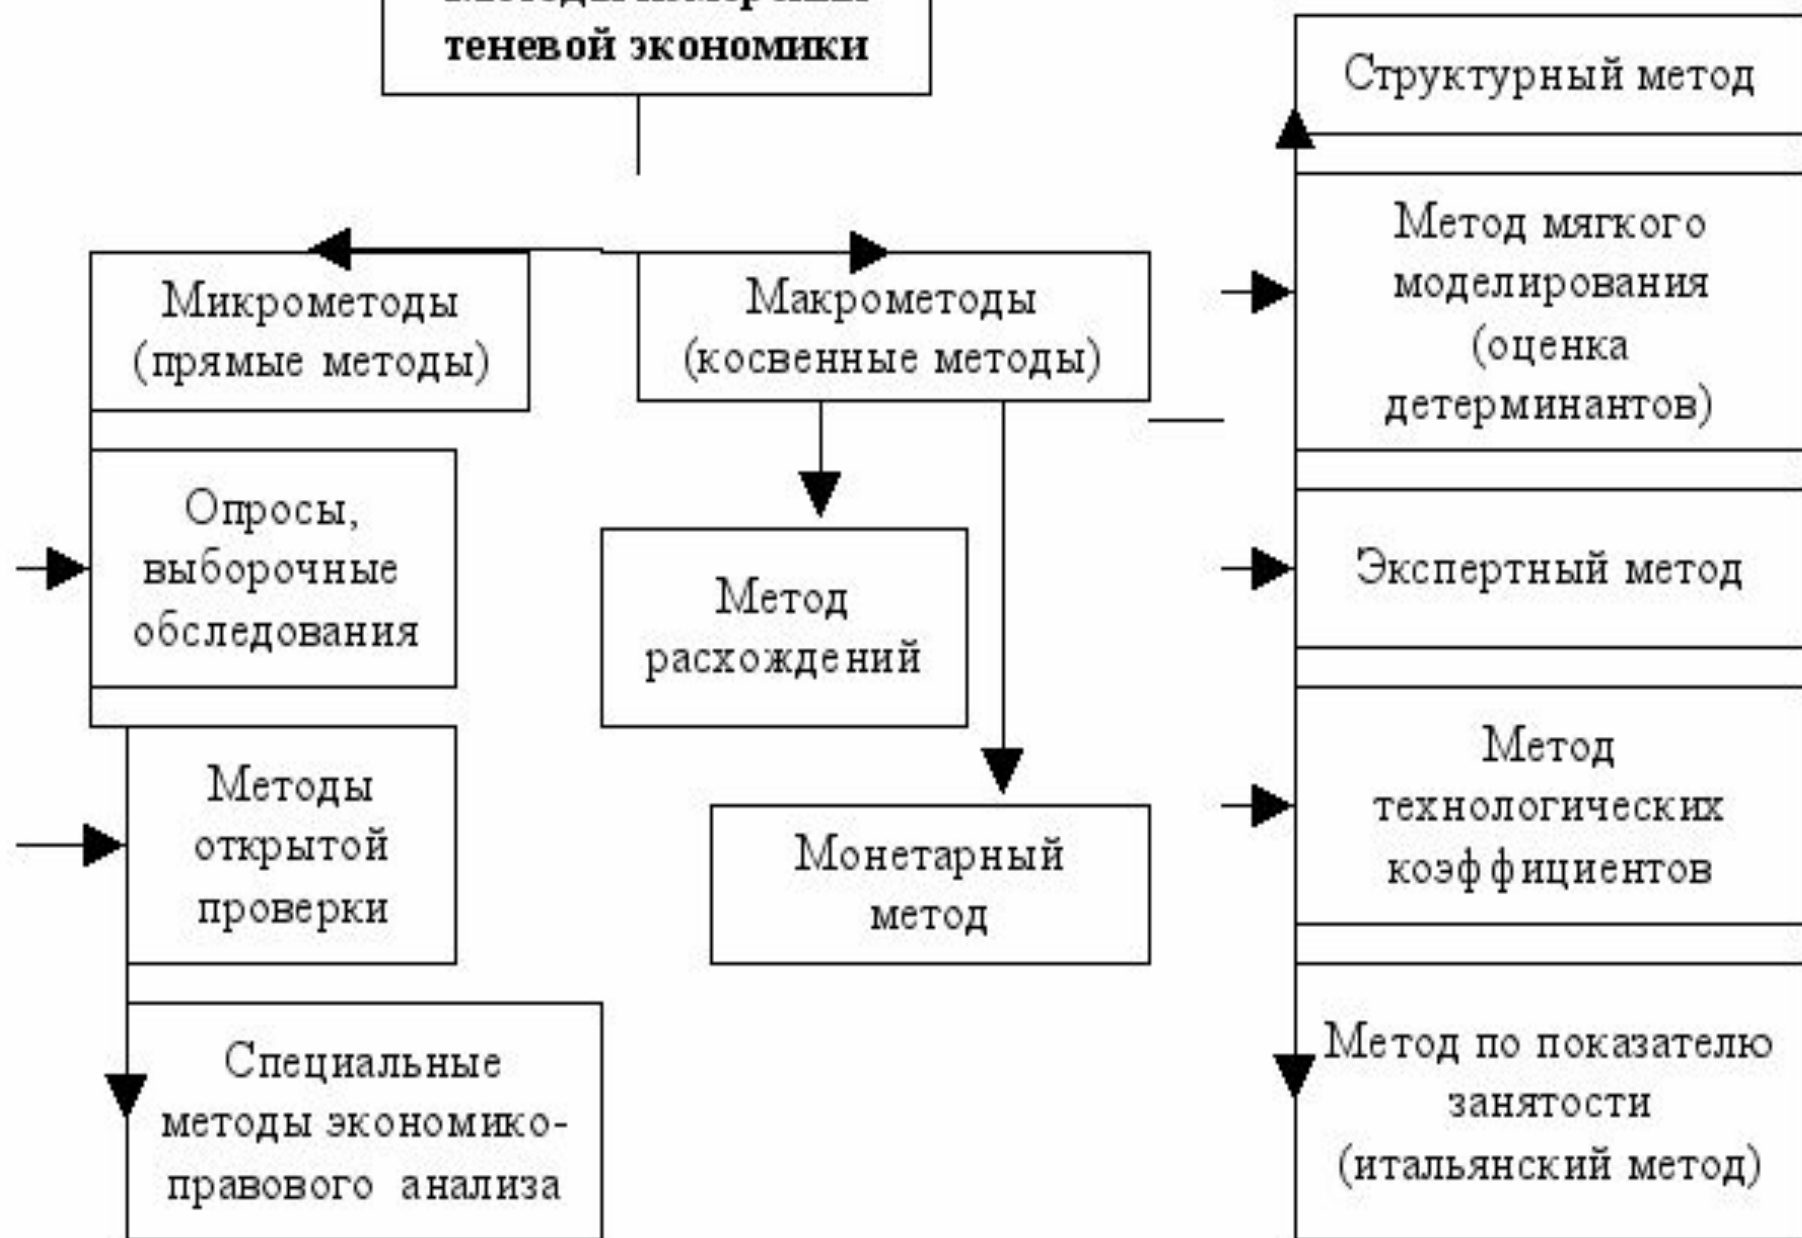 теневой экономики
Микрометоды
(прямые методы)
Опросы,
выборочные
обследования
Методы
открытой
проверки
Специальные
методы экономико-
правового анализа
Макрометоды
(косвенные методы)
Метод
расхождений
Монетарный
метод
Структурный метод
Метод мягкого
моделирования
(оценка
детерминантов)
Экспертный метод
Метод
технологических
коэффициентов
Метод по показателю
занятости
(итальянский метод)